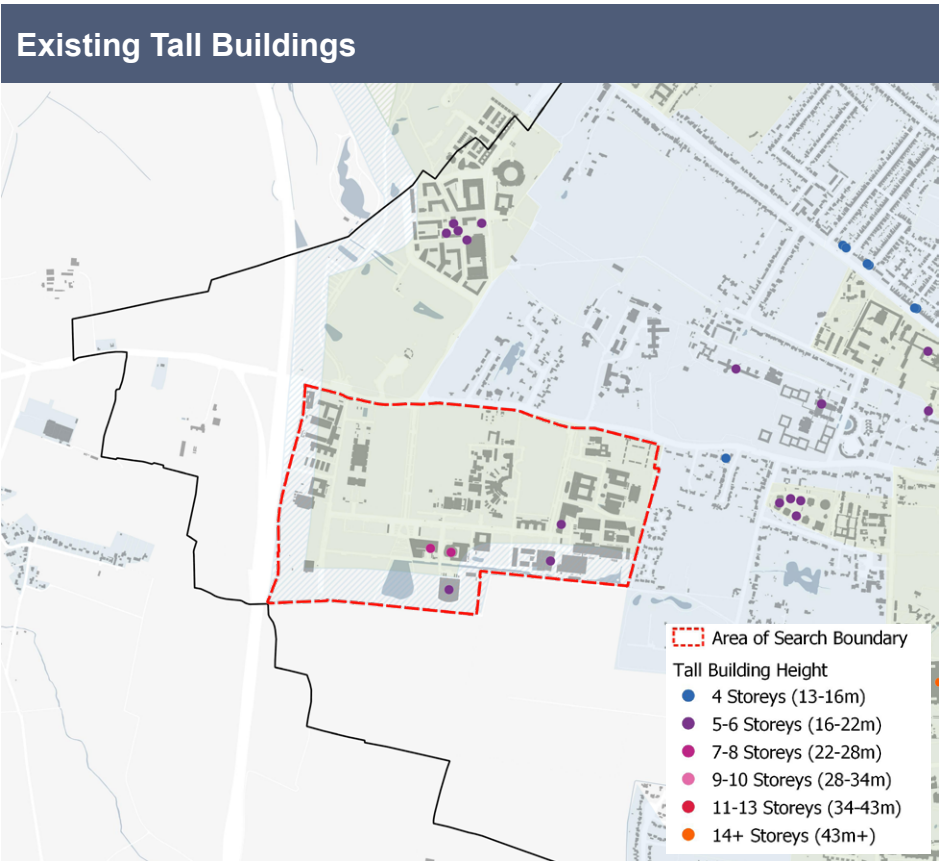 Existing Tall Buildings
Area of Search Boundary
Tall Building Height
4 Storeys (13-16m)
5-6 Storeys (16-22m)
7-8 Storeys (22-28m)
9-10 Storeys (28-34m)
11-13 Storeys (34-43m)
14+ Storeys (43m+)